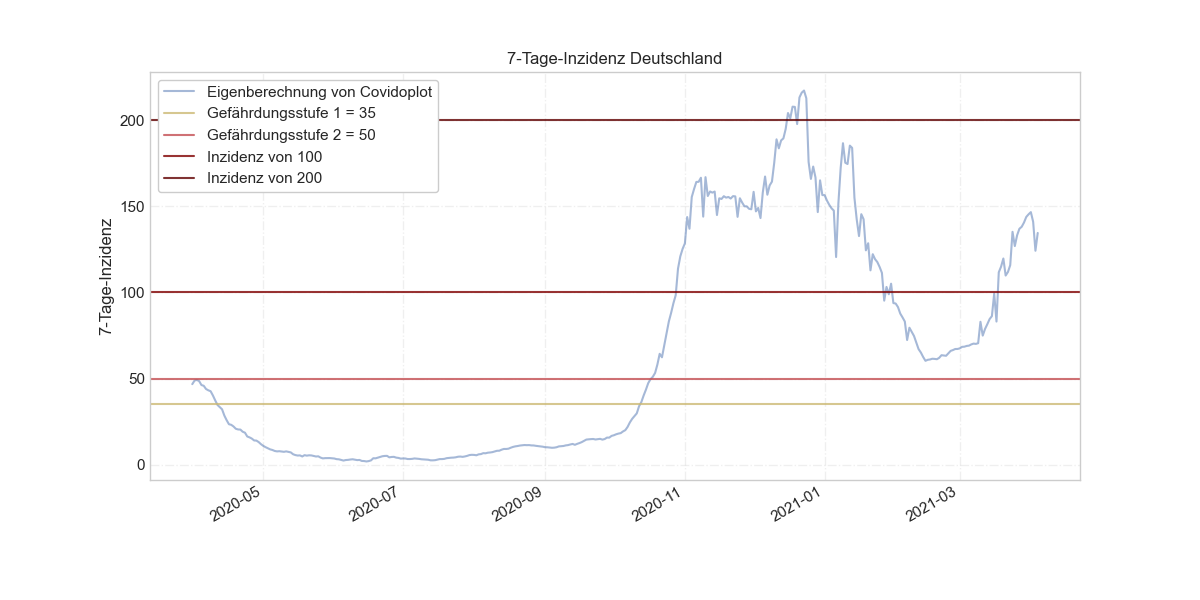 7-Tage-Inzidenz Deutschland
Eigenberechnung von Covidoplot
Gefährdungsstufe 1 = 35
Gefährdungsstufe 2 = 50
Inzidenz von 100
Inzidenz von 200
7-Tage-Inzidenz
200
150
100
50
0
2020-05
2020-07
2020-09
2020-11
2021-01
2021-03